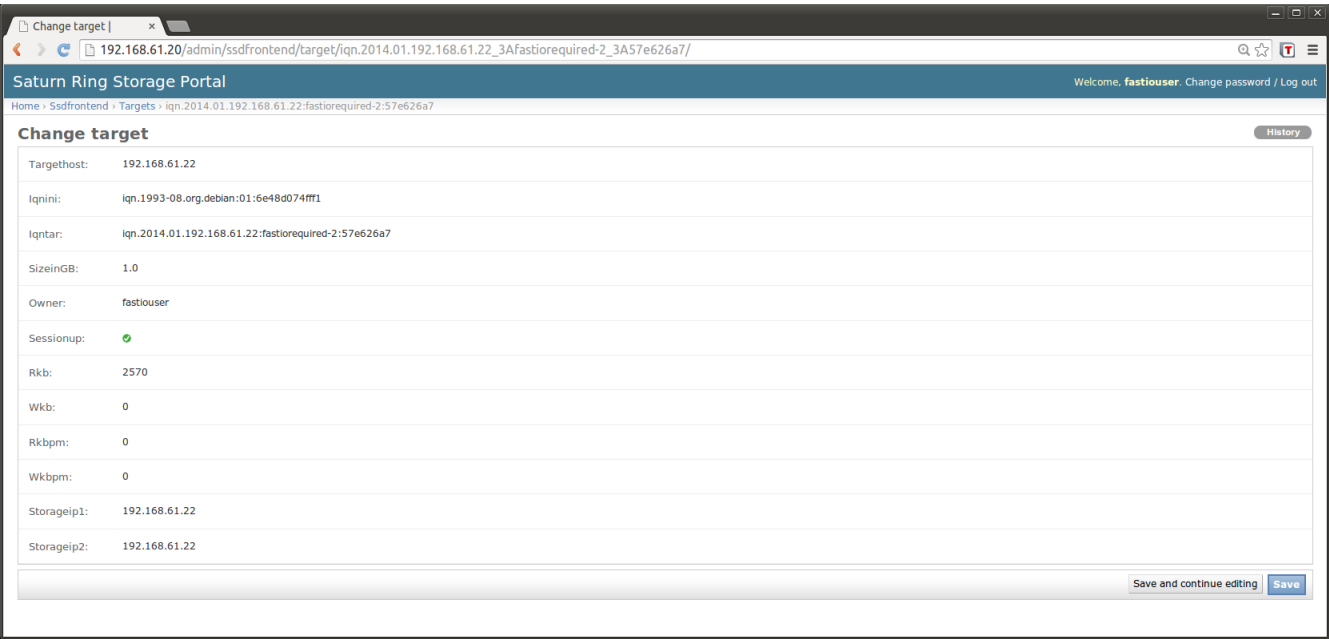 Change target |
192.168.61.20/admin/ssdfrontend/target/iqn.2014.01.192.168.61.22_3Afastiorequired-2_3A57e626a7/
Saturn Ring Storage Portal Welcome, fastiouser. Change password / Log out
Home › Ssdfrontend › Targets › iqn.2014.01.192.168.61.22:fastiorequired-2:57e626a7
Change target History
Targethost: 192.168.61.22
Iqnini: iqn.1993-08.org.debian:01:6e48d074fff1
Iqntar: iqn.2014.01.192.168.61.22:fastiorequired-2:57e626a7
SizeinGB: 1.0
Owner: fastiouser
Sessionup:
Rkb: 2570
Wkb: 0
Rkbpm: 0
Wkbpm: 0
Storageip1: 192.168.61.22
Storageip2: 192.168.61.22
Save and continue editing Save